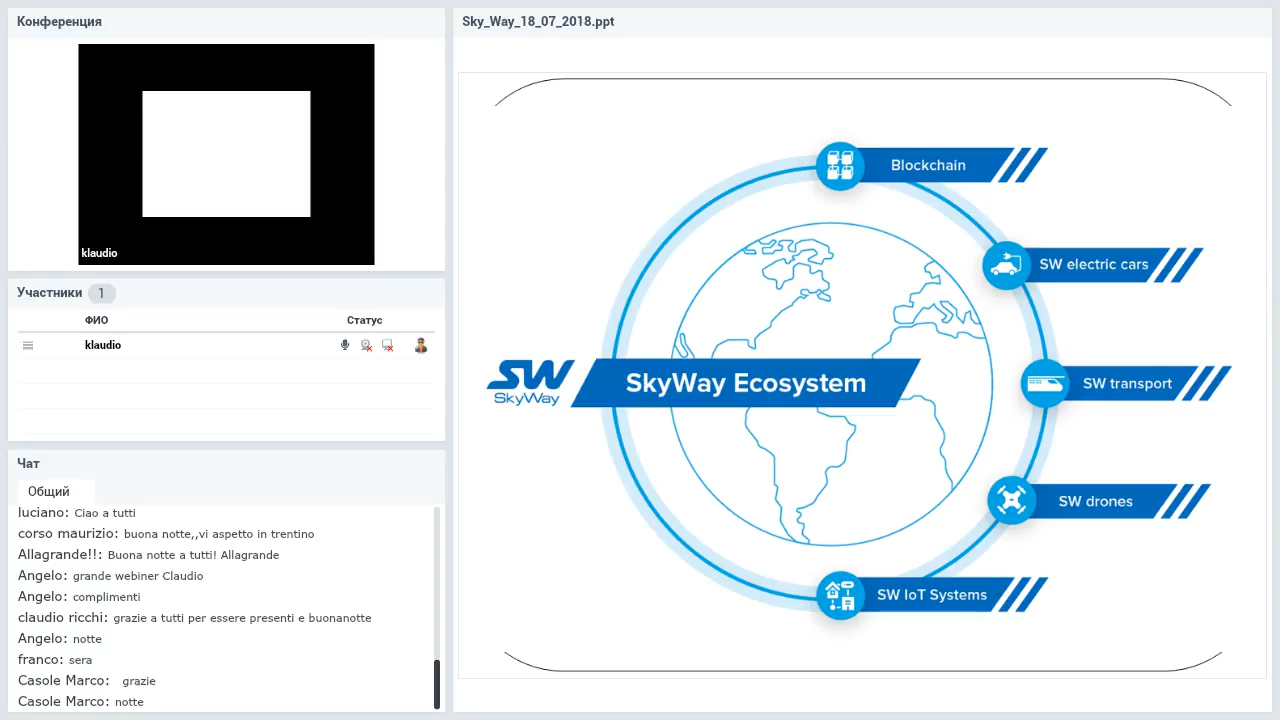 Конференция
klaudio
Участники 1
ФИО Статус
klaudio
Чат
Общий
luciano: Ciao a tutti
corso maurizio: buona notte,,vi aspetto in trentino
Allagrande!!: Buona notte a tutti! Allagrande
Angelo: grande webiner Claudio
Angelo: complimenti
claudio ricchi: grazie a tutti per essere presenti e buonanotte
Angelo: notte
franco: sera
Casole Marco: grazie
Casole Marco: notte
Sky_Way_18_07_2018.ppt
Blockchain
SW electric cars
SW
SkyWay
SkyWay Ecosystem
SW transport
SW drones
SW IoT Systems